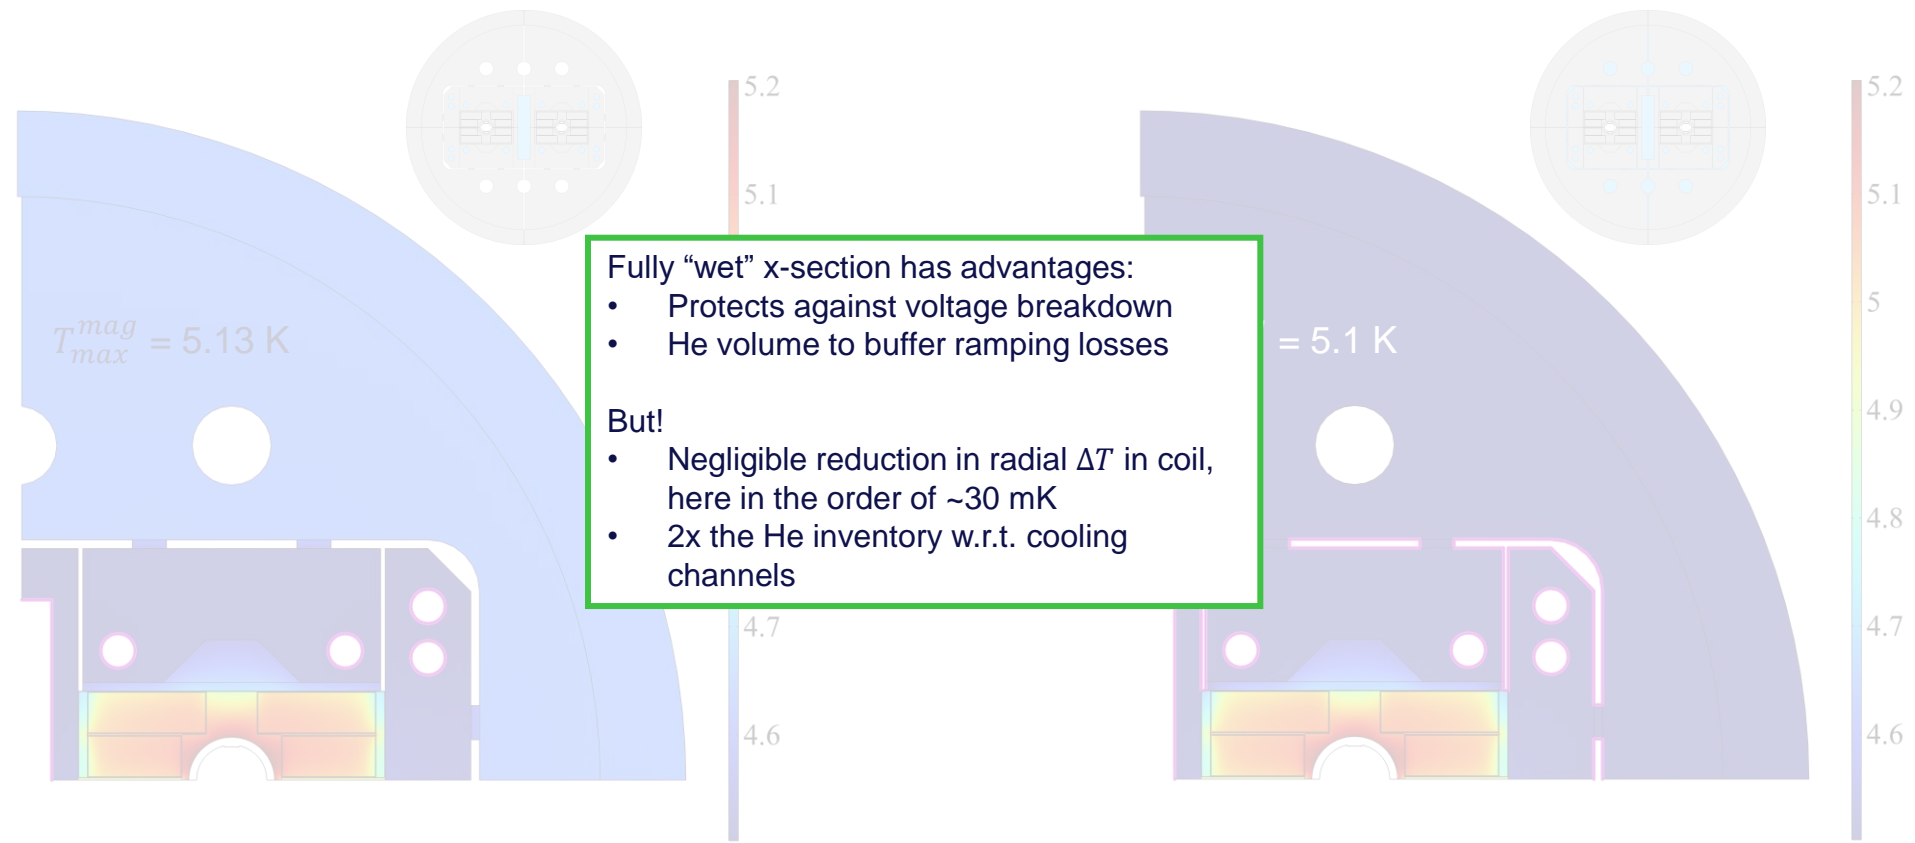 5.2
5.1
4.7
4.6
T_{max}^{mag} = 5.13 K
Fully “wet” x-section has advantages:
• Protects against voltage breakdown
• He volume to buffer ramping losses
But!
• Negligible reduction in radial Δ𝑇 in coil,
here in the order of ~30 mK
• 2x the He inventory w.r.t. cooling
channels
= 5.1 K
5.2
5.1
5
4.9
4.8
4.7
4.6